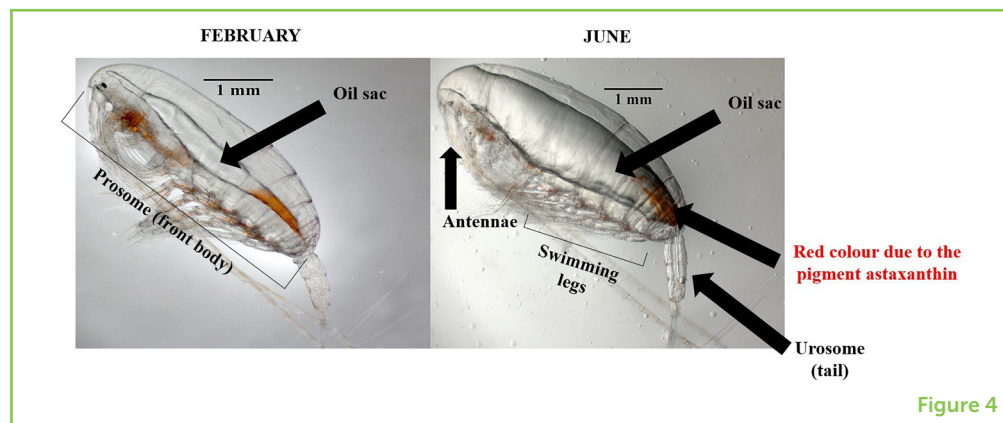 FEBRUARY
JUNE
1 mm
Oil sac
1 mm
Oil sac
Prosome (front body)
Antennae
Swimming
legs
Red colour due to the
pigment astaxanthin
Urosome
(tail)
Figure 4